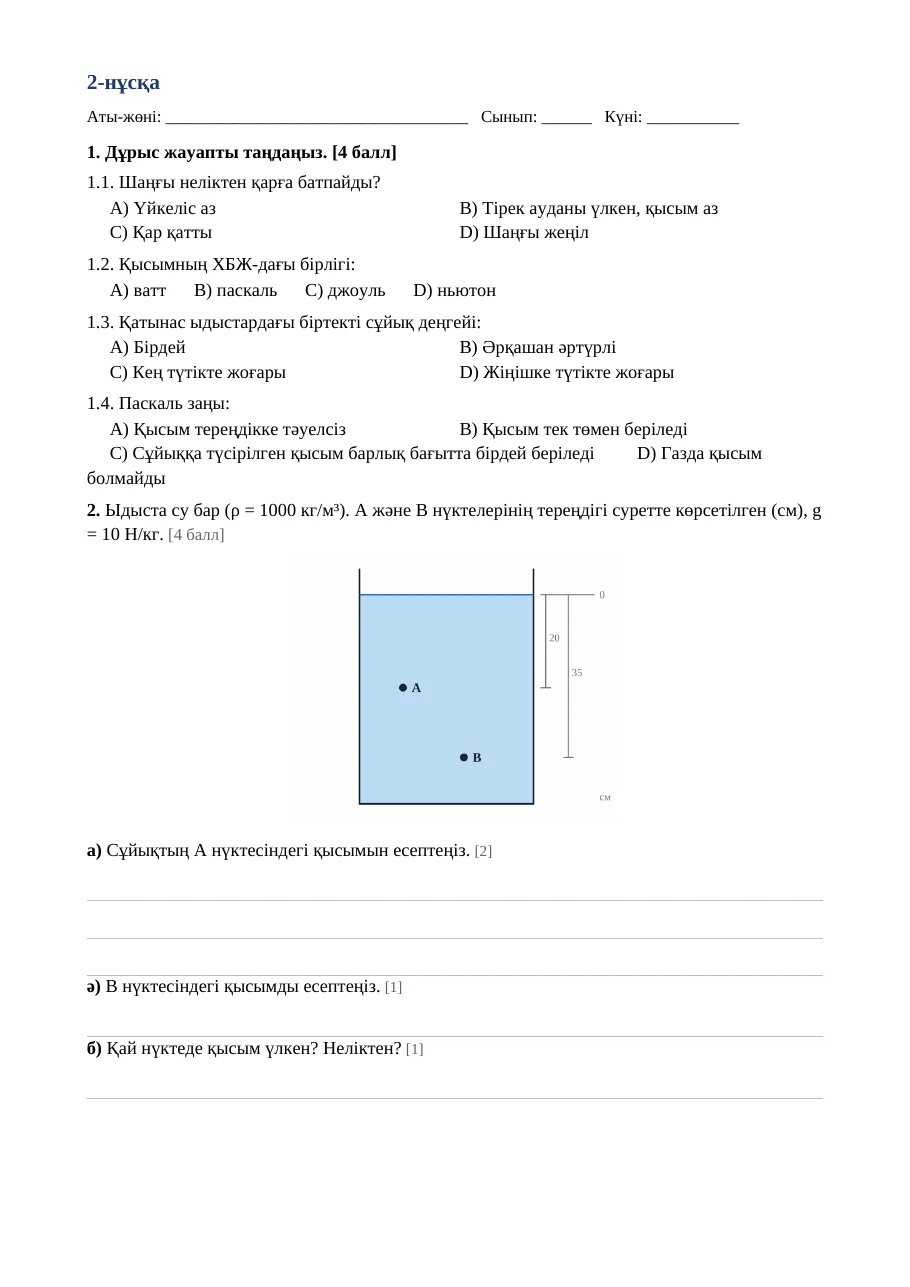 2-нұсқа
Аты-жөні: ____________________________________ Сынып: ______ Күні: ___________
1. Дұрыс жауапты таңдаңыз. [4 балл]
1.1. Шаңғы неліктен қарға батпайды?
A) Үйкеліс аз B) Тірек ауданы үлкен, қысым аз
C) Қар қатты D) Шаңғы жеңіл
1.2. Қысымның ХБЖ-дағы бірлігі:
A) ватт B) паскаль C) джоуль D) ньютон
1.3. Қатынас ыдыстардағы біртекті сұйық деңгейі:
A) Бірдей B) Әрқашан әртүрлі
C) Кең түтікте жоғары D) Жіңішке түтікте жоғары
1.4. Паскаль заңы:
A) Қысым тереңдікке тәуелсіз B) Қысым тек төмен беріледі
C) Сұйыққа түсірілген қысым барлық бағытта бірдей беріледі D) Газда қысым
болмайды
2. Ыдыста су бар (ρ = 1000 кг/м³). A және B нүктелерінің тереңдігі суретте көрсетілген (см), g
= 10 Н/кг. [4 балл]
0
20
35
A
B
см
а) Сұйықтың A нүктесіндегі қысымын есептеңіз. [2]
ә) B нүктесіндегі қысымды есептеңіз. [1]
б) Қай нүктеде қысым үлкен? Неліктен? [1]